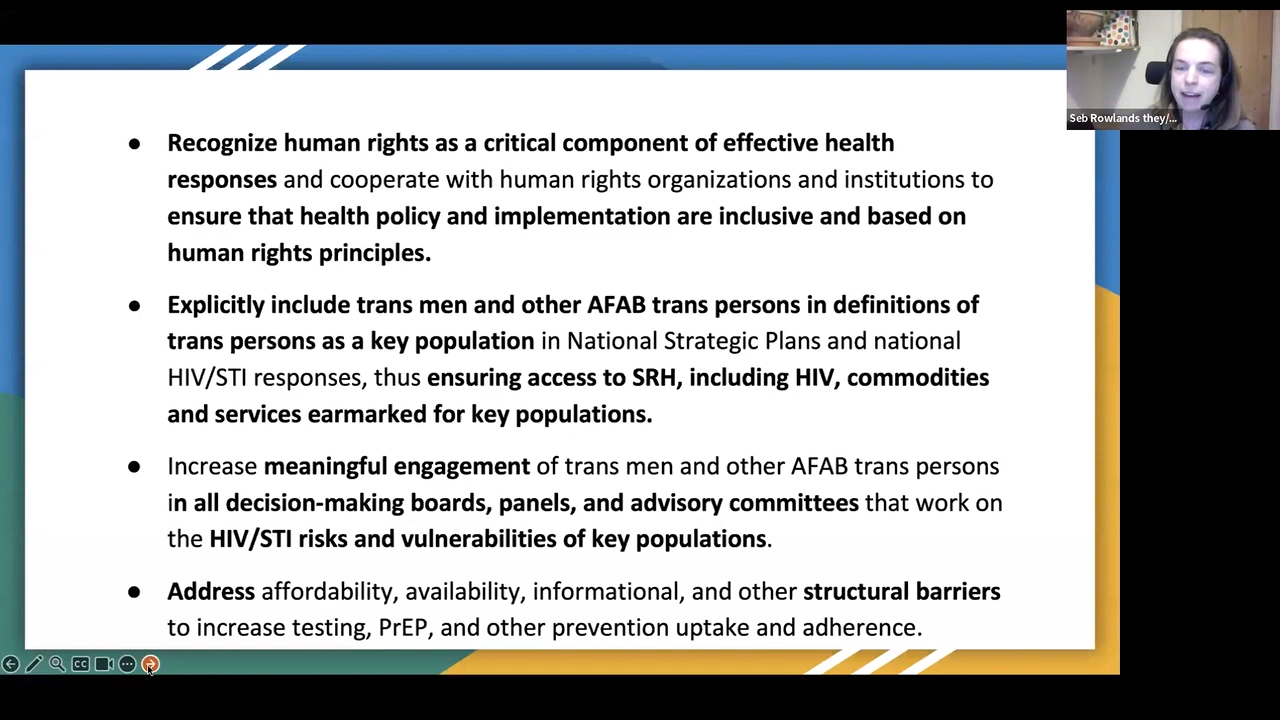 Seb Rowlands they/...
● Recognize human rights as a critical component of effective health
responses and cooperate with human rights organizations and institutions to
ensure that health policy and implementation are inclusive and based on
human rights principles.
● Explicitly include trans men and other AFAB trans persons in definitions of
trans persons as a key population in National Strategic Plans and national
HIV/STI responses, thus ensuring access to SRH, including HIV, commodities
and services earmarked for key populations.
● Increase meaningful engagement of trans men and other AFAB trans persons
in all decision-making boards, panels, and advisory committees that work on
the HIV/STI risks and vulnerabilities of key populations.
● Address affordability, availability, informational, and other structural barriers
to increase testing, PrEP, and other prevention uptake and adherence.
CC